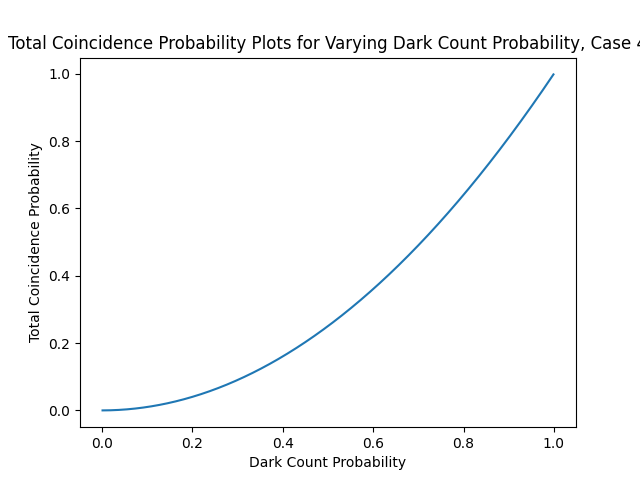 Total Coincidence Probability Plots for Varying Dark Count Probability, Case 4
1.0
0.8
0.6
0.4
0.2
0.0
Total Coincidence Probability
0.0 0.2 0.4 0.6 0.8 1.0
Dark Count Probability